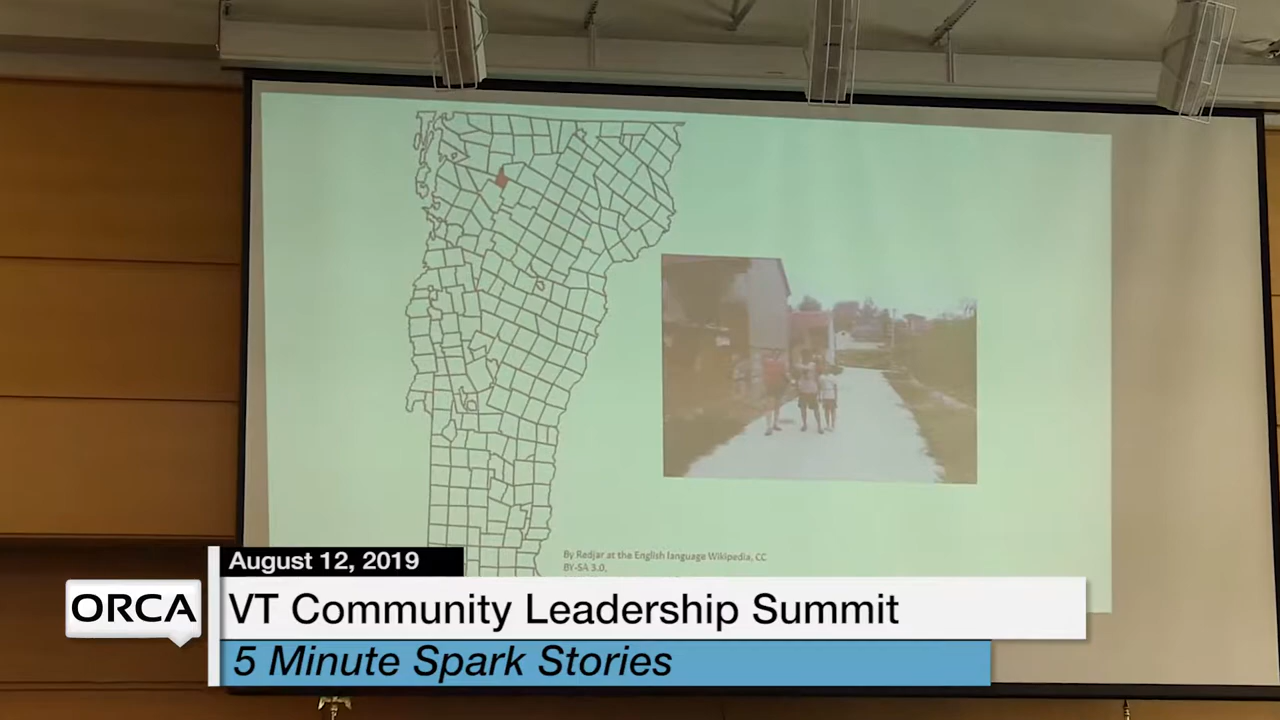 By Redjar at the English language Wikipedia, CC
BY-SA 3.0,
August 12, 2019
ORCA
VT Community Leadership Summit
5 Minute Spark Stories